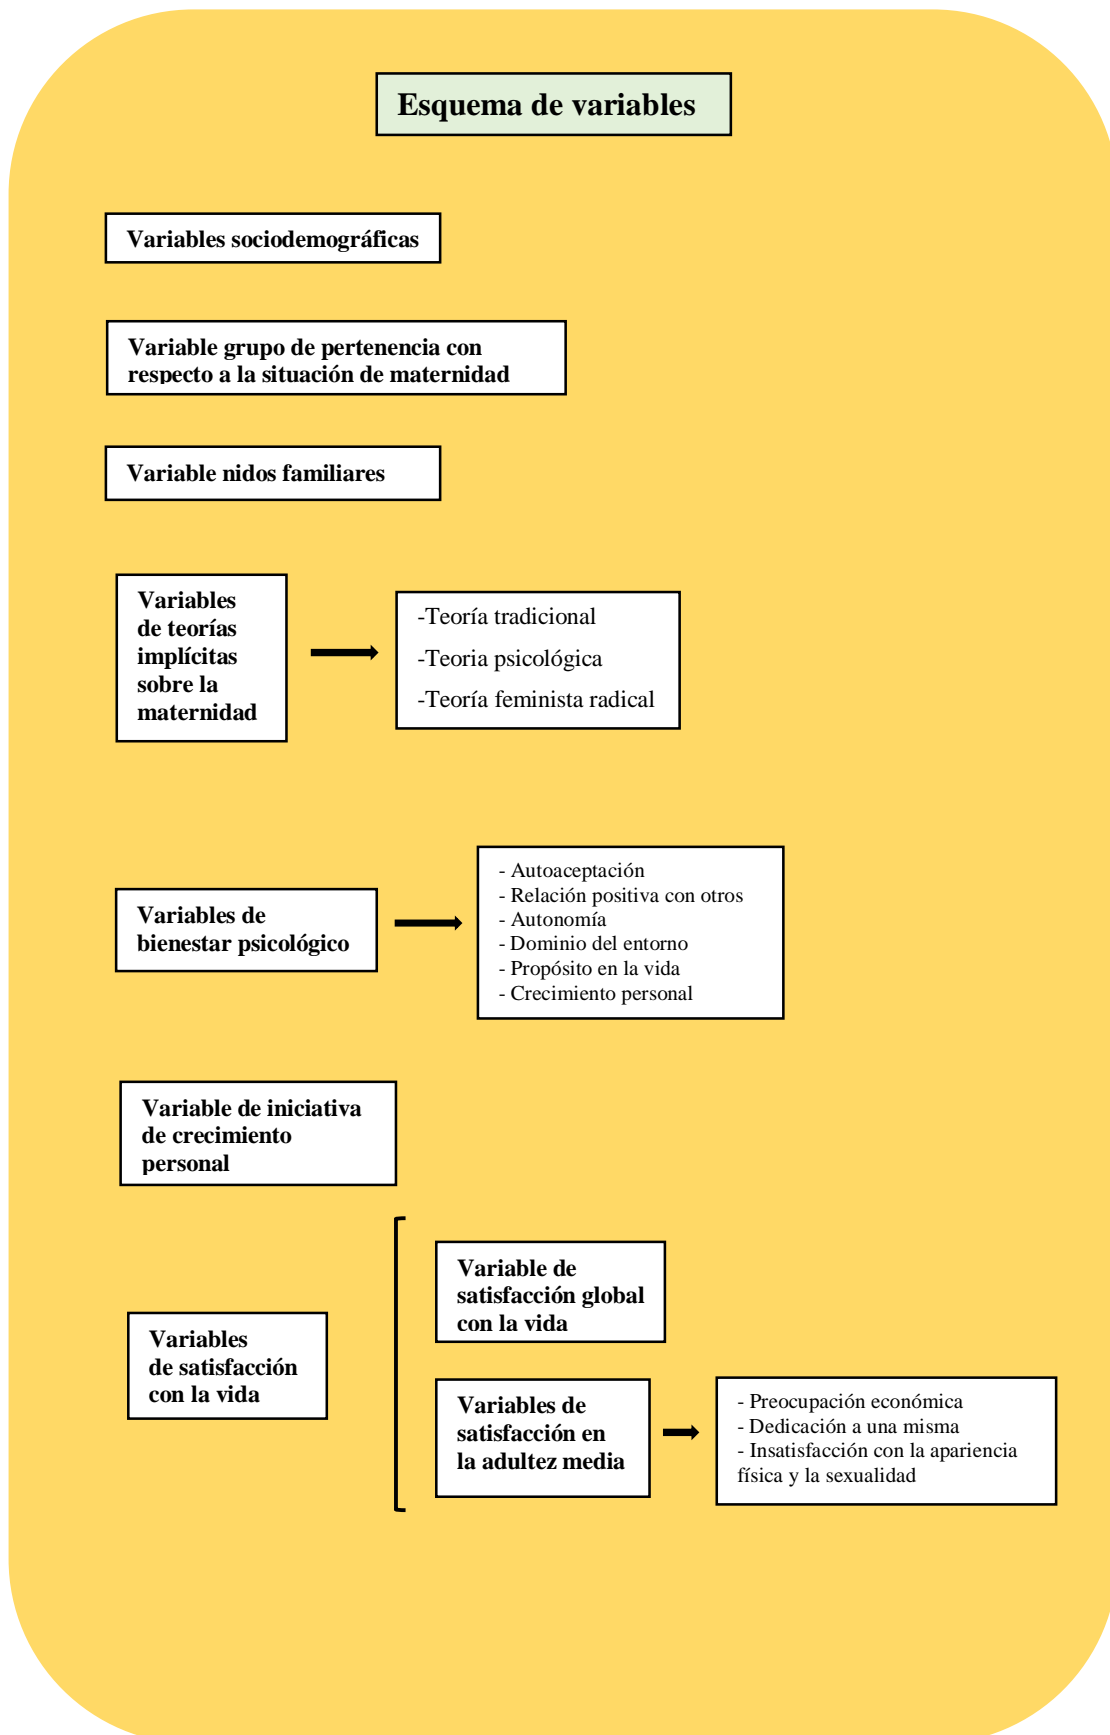 Esquema de variables
Variables sociodemográficas
Variable grupo de pertenencia con
respecto a la situación de maternidad
Variable nidos familiares
Variables
de teorías
implícitas
sobre la
maternidad
-Teoría tradicional
-Teoria psicológica
-Teoría feminista radical
Variables de
bienestar psicológico
- Autoaceptación
- Relación positiva con otros
- Autonomía
- Dominio del entorno
- Propósito en la vida
- Crecimiento personal
Variable de iniciativa
de crecimiento
personal
Variables
de satisfacción
con la vida
Variable de
satisfacción global
con la vida
Variables de
satisfacción en
la adultez media
- Preocupación económica
- Dedicación a una misma
- Insatisfacción con la apariencia
física y la sexualidad